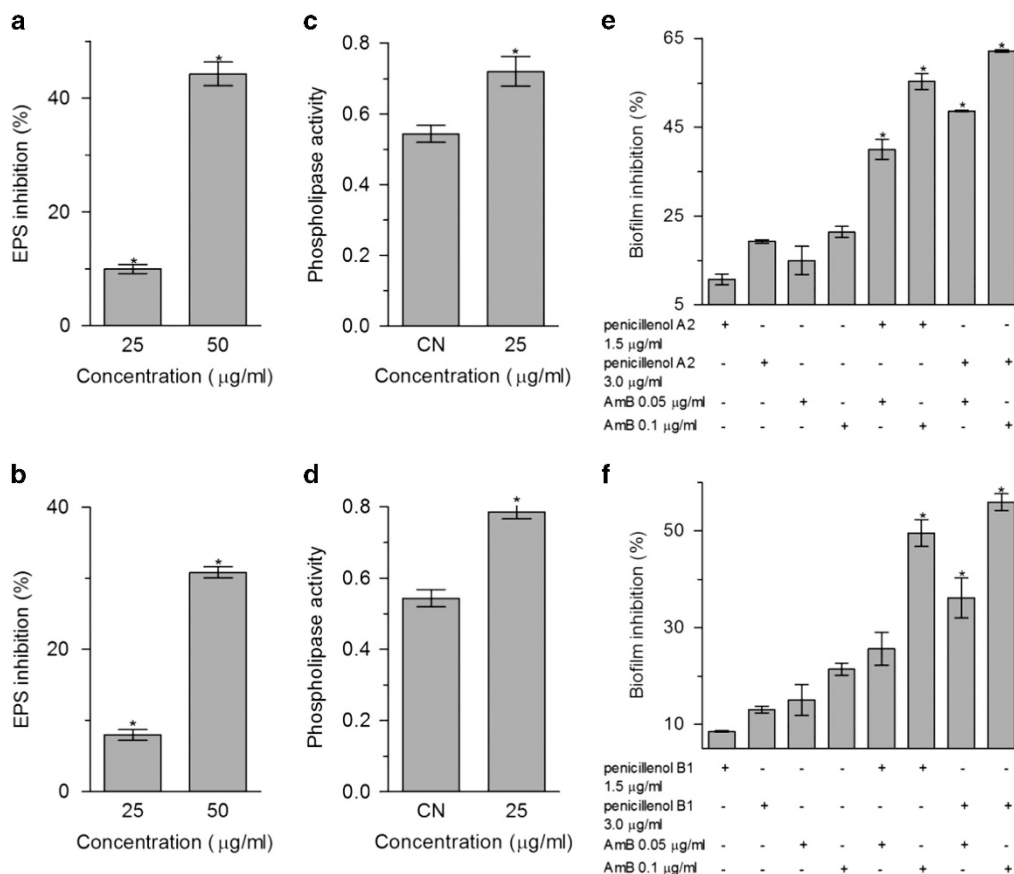 a
EPS inhibition (%)
40
20
0
*
*
25 50
Concentration ( μg/ml)
c
Phospholipase activity
0.8
0.6
0.4
0.2
0.0
*
CN 25
Concentration ( μg/ml)
e
Biofilm inhibition (%)
65
45
25
5
*
*
*
*
penicillenol A2 + - - - + + - -
1.5 μg/ml
penicillenol A2 - + - - - - + +
3.0 μg/ml
AmB 0.05 μg/ml - - + - + - + -
AmB 0.1 μg/ml - - - + - + - +
b
EPS inhibition (%)
40
20
0
*
*
25 50
Concentration ( μg/ml)
d
Phospholipase activity
0.8
0.6
0.4
0.2
0.0
*
CN 25
Concentration ( μg/ml)
f
Biofilm inhibition (%)
50
30
10
*
*
*
penicillenol B1 + - - - + + - -
1.5 μg/ml
penicillenol B1 - + - - - - + +
3.0 μg/ml
AmB 0.05 μg/ml - - + - + - + -
AmB 0.1 μg/ml - - - + - + - +